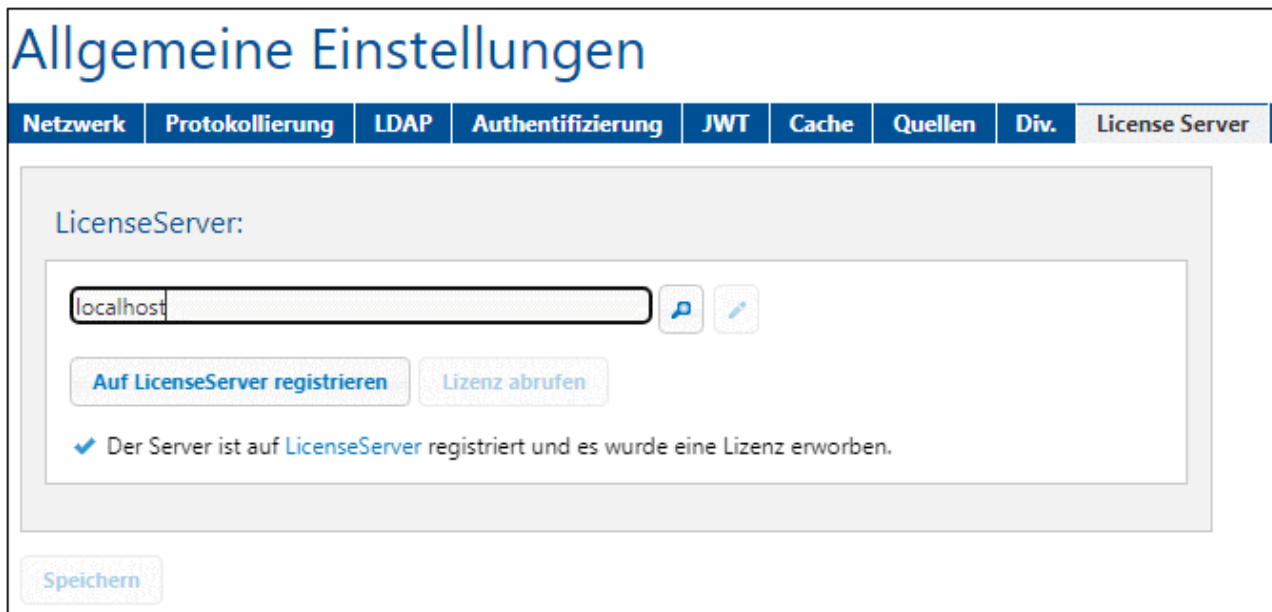 Allgemeine Einstellungen
Netzwerk Protokollierung LDAP Authentifizierung JWT Cache Quellen Div. License Server
LicenseServer:
localhost
Auf LicenseServer registrieren Lizenz abrufen
Der Server ist auf LicenseServer registriert und es wurde eine Lizenz erworben.
Speichern